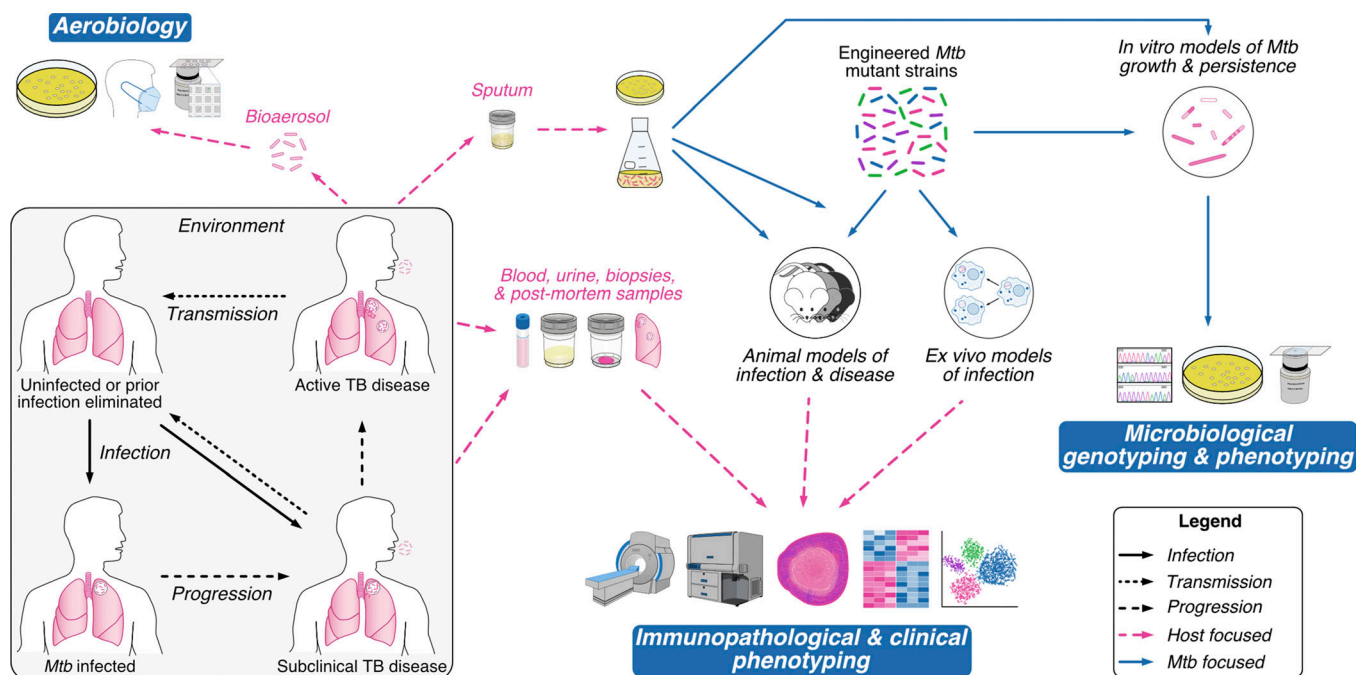 Aerobiology
Bioaerosol
Sputum
Engineered Mtb
mutant strains
In vitro models of Mtb
growth & persistence
Environment
Transmission
Uninfected or prior
infection eliminated
Active TB disease
Infection
Progression
Mtb infected
Subclinical TB disease
Blood, urine, biopsies,
& post-mortem samples
Animal models of
infection & disease
Ex vivo models
of infection
Microbiological
genotyping & phenotyping
Immunopathological & clinical
phenotyping
Legend
Infection
Transmission
Progression
Host focused
Mtb focused